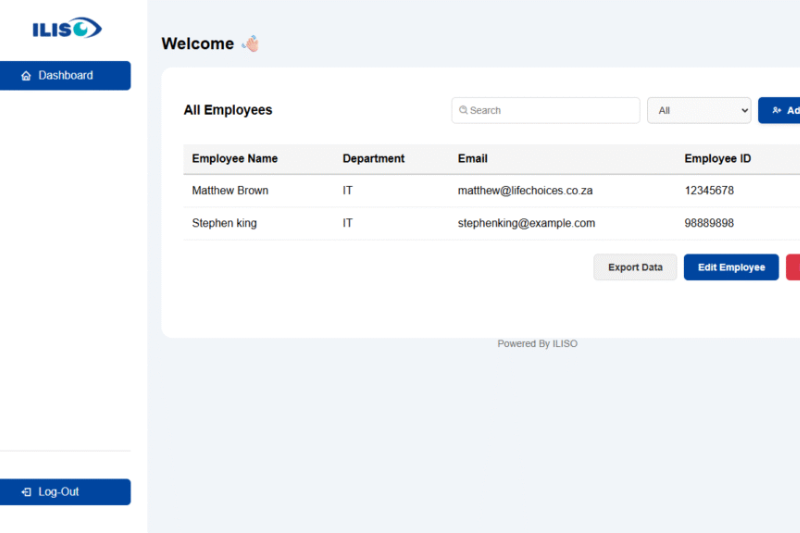 ILISO
Dashboard
Welcome
All Employees
Search
All
Ad
Employee Name Department Email Employee ID
Matthew Brown IT matthew@lifechoices.co.za 12345678
Stephen king IT stephenking@example.com 98889898
Export Data Edit Employee
Powered By ILISO
Log-Out